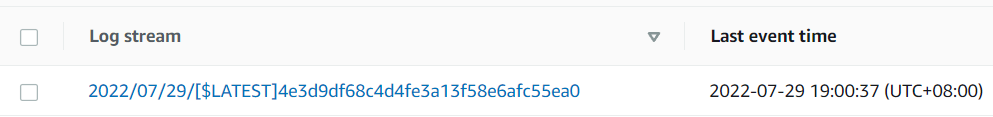 Log stream Last event time
2022/07/29/[$LATEST]4e3d9df68c4d4fe3a13f58e6afc55ea0 2022-07-29 19:00:37 (UTC+08:00)